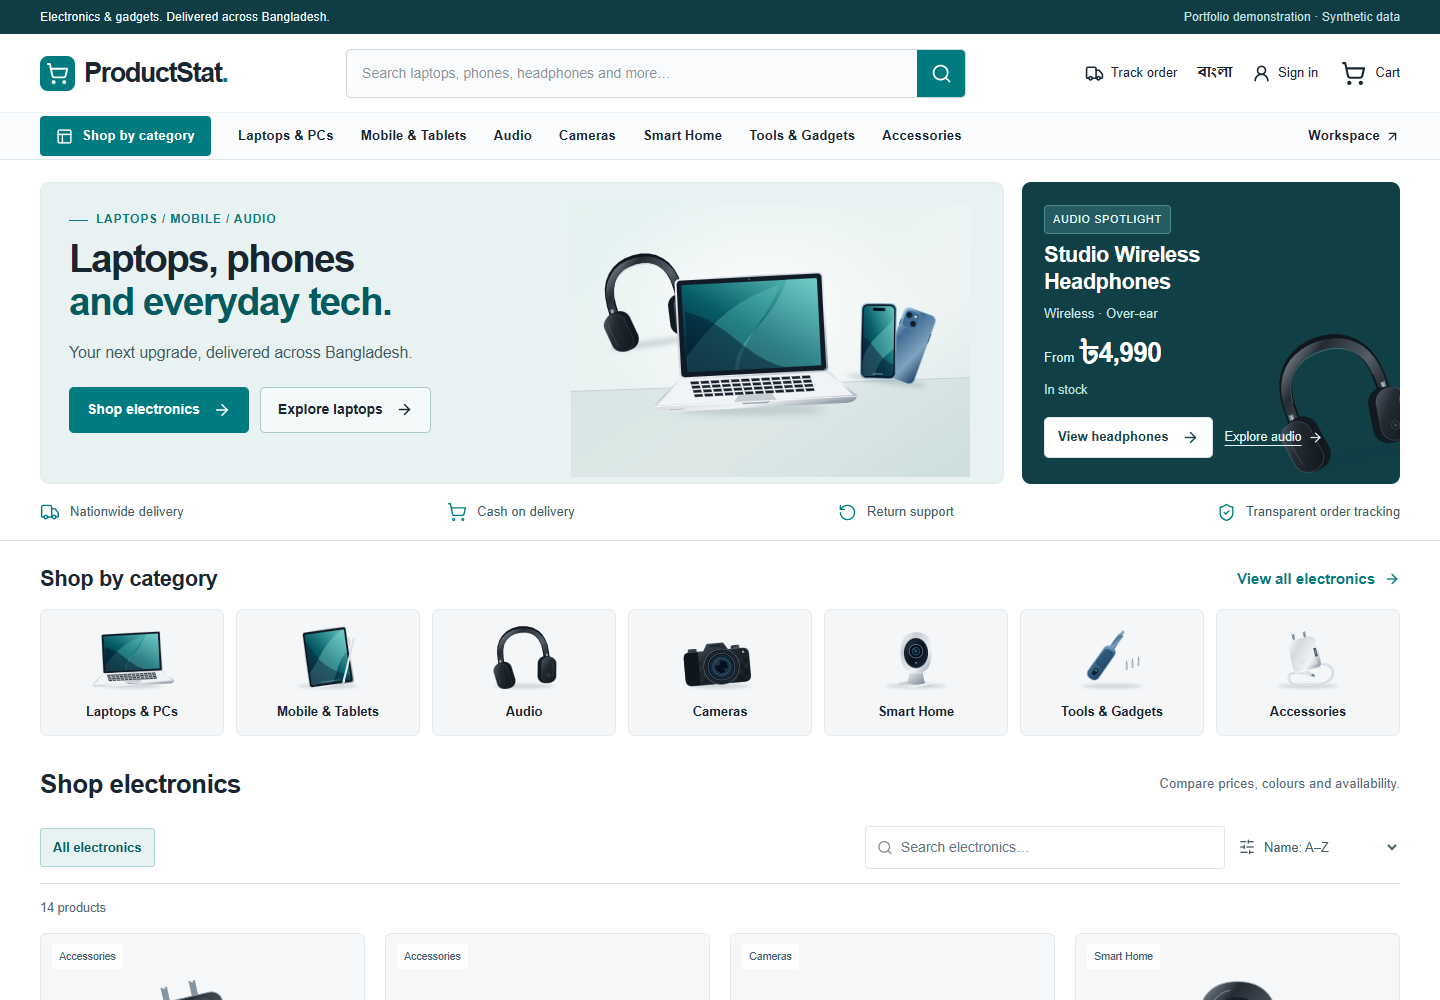 Electronics & gadgets. Delivered across Bangladesh.
Portfolio demonstration · Synthetic data
ProductStat.
Search laptops, phones, headphones and more...
Track order
বাংলা
Sign in
Cart
Shop by category
Laptops & PCs
Mobile & Tablets
Audio
Cameras
Smart Home
Tools & Gadgets
Accessories
Workspace
LAPTOPS / MOBILE / AUDIO
Laptops, phones
and everyday tech.
Your next upgrade, delivered across Bangladesh.
Shop electronics
Explore laptops
AUDIO SPOTLIGHT
Studio Wireless
Headphones
Wireless · Over-ear
From ৳4,990
In stock
View headphones
Explore audio
Nationwide delivery
Cash on delivery
Return support
Transparent order tracking
Shop by category
View all electronics
Laptops & PCs
Mobile & Tablets
Audio
Cameras
Smart Home
Tools & Gadgets
Accessories
Shop electronics
Compare prices, colours and availability.
All electronics
Search electronics...
Name: A–Z
14 products
Accessories
Accessories
Cameras
Smart Home